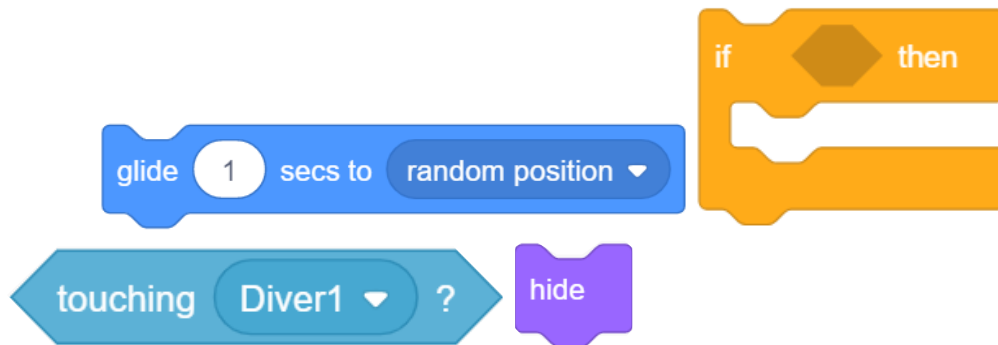 if then
glide 1 secs to random position
touching Diver1 ?
hide